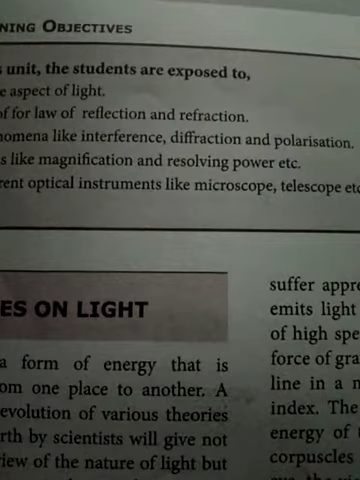 NING OBJECTIVES
s unit, the students are exposed to,
e aspect of light.
of for law of reflection and refraction.
nomena like interference, diffraction and polarisation.
s like magnification and resolving power etc.
rent optical instruments like microscope, telescope etc
ES ON LIGHT
a form of energy that is
om one place to another. A
evolution of various theories
rth by scientists will give not
iew of the nature of light but
suffer appre
emits light
of high spe
force of gra
line in a m
index. The
energy of
corpuscles